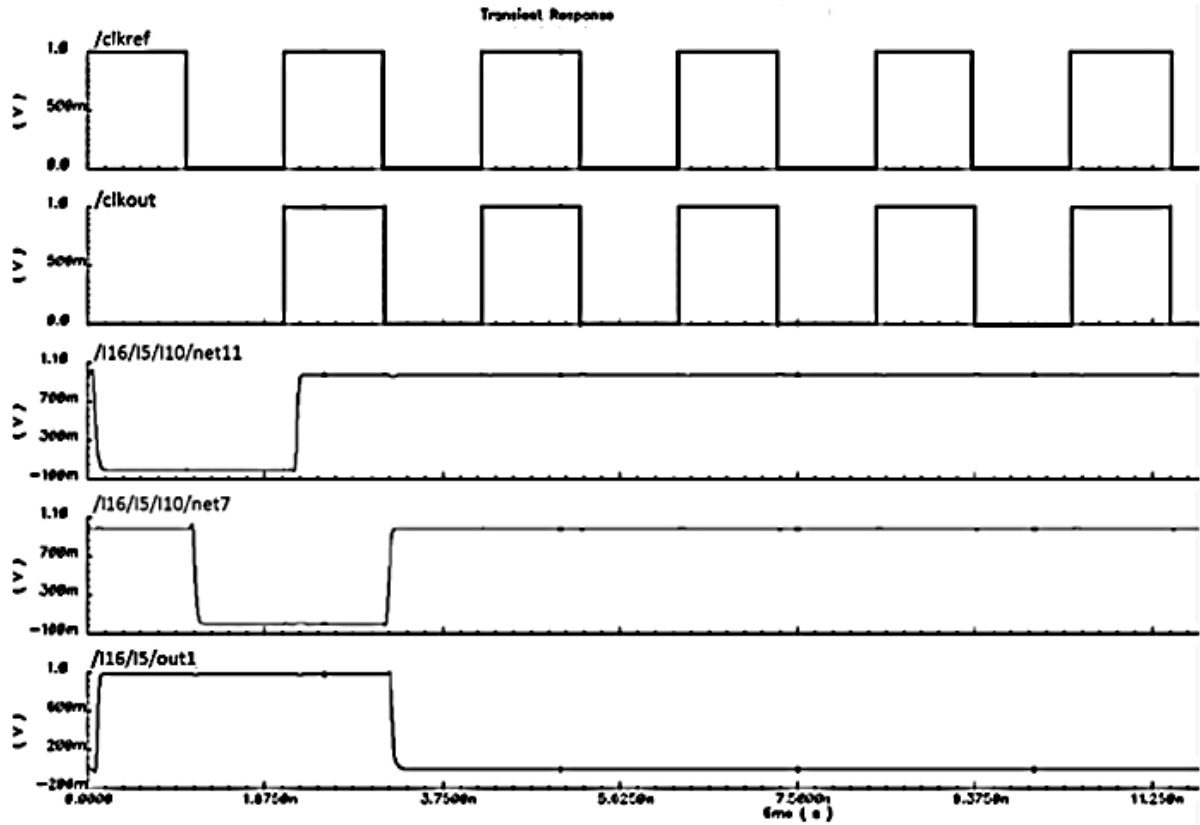 Transient Response
/clkref
1.0
(V)
500m
0.0
/clkout
1.0
(V)
500m
0.0
/I16/I5/I10/net11
1.10
(V)
700m
300m
-100m
/I16/I5/I10/net7
1.10
(V)
700m
300m
-100m
/I16/I5/out1
1.0
(V)
600m
200m
-200m
0.0000 1.8750n 3.7500n 5.6250n 7.5000n 9.3750n 11.250n
time ( s )